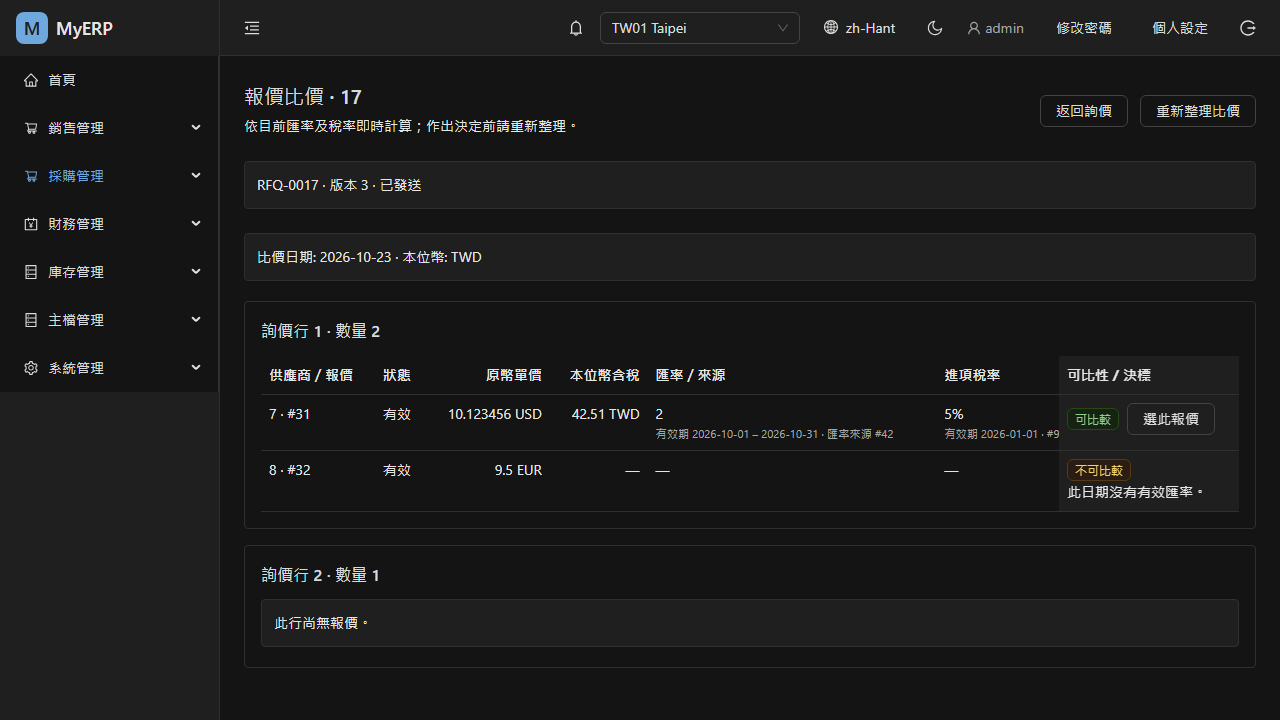 M MyERP
TW01 Taipei
zh-Hant
admin
修改密碼
個人設定
首頁
銷售管理
採購管理
財務管理
庫存管理
主檔管理
系統管理
報價比價 · 17
依目前匯率及稅率即時計算；作出決定前請重新整理。
返回詢價
重新整理比價
RFQ-0017 · 版本 3 · 已發送
比價日期: 2026-10-23 · 本位幣: TWD
詢價行 1 · 數量 2
供應商 / 報價 狀態 原幣單價 本位幣含稅 匯率 / 來源 進項稅率 可比性 / 決標
7 · #31 有效 10.123456 USD 42.51 TWD 2 5% 可比較 選此報價
有效期 2026-10-01 – 2026-10-31 · 匯率來源 #42 有效期 2026-01-01 · #9
8 · #32 有效 9.5 EUR — — — 不可比較
此日期沒有有效匯率。
詢價行 2 · 數量 1
此行尚無報價。